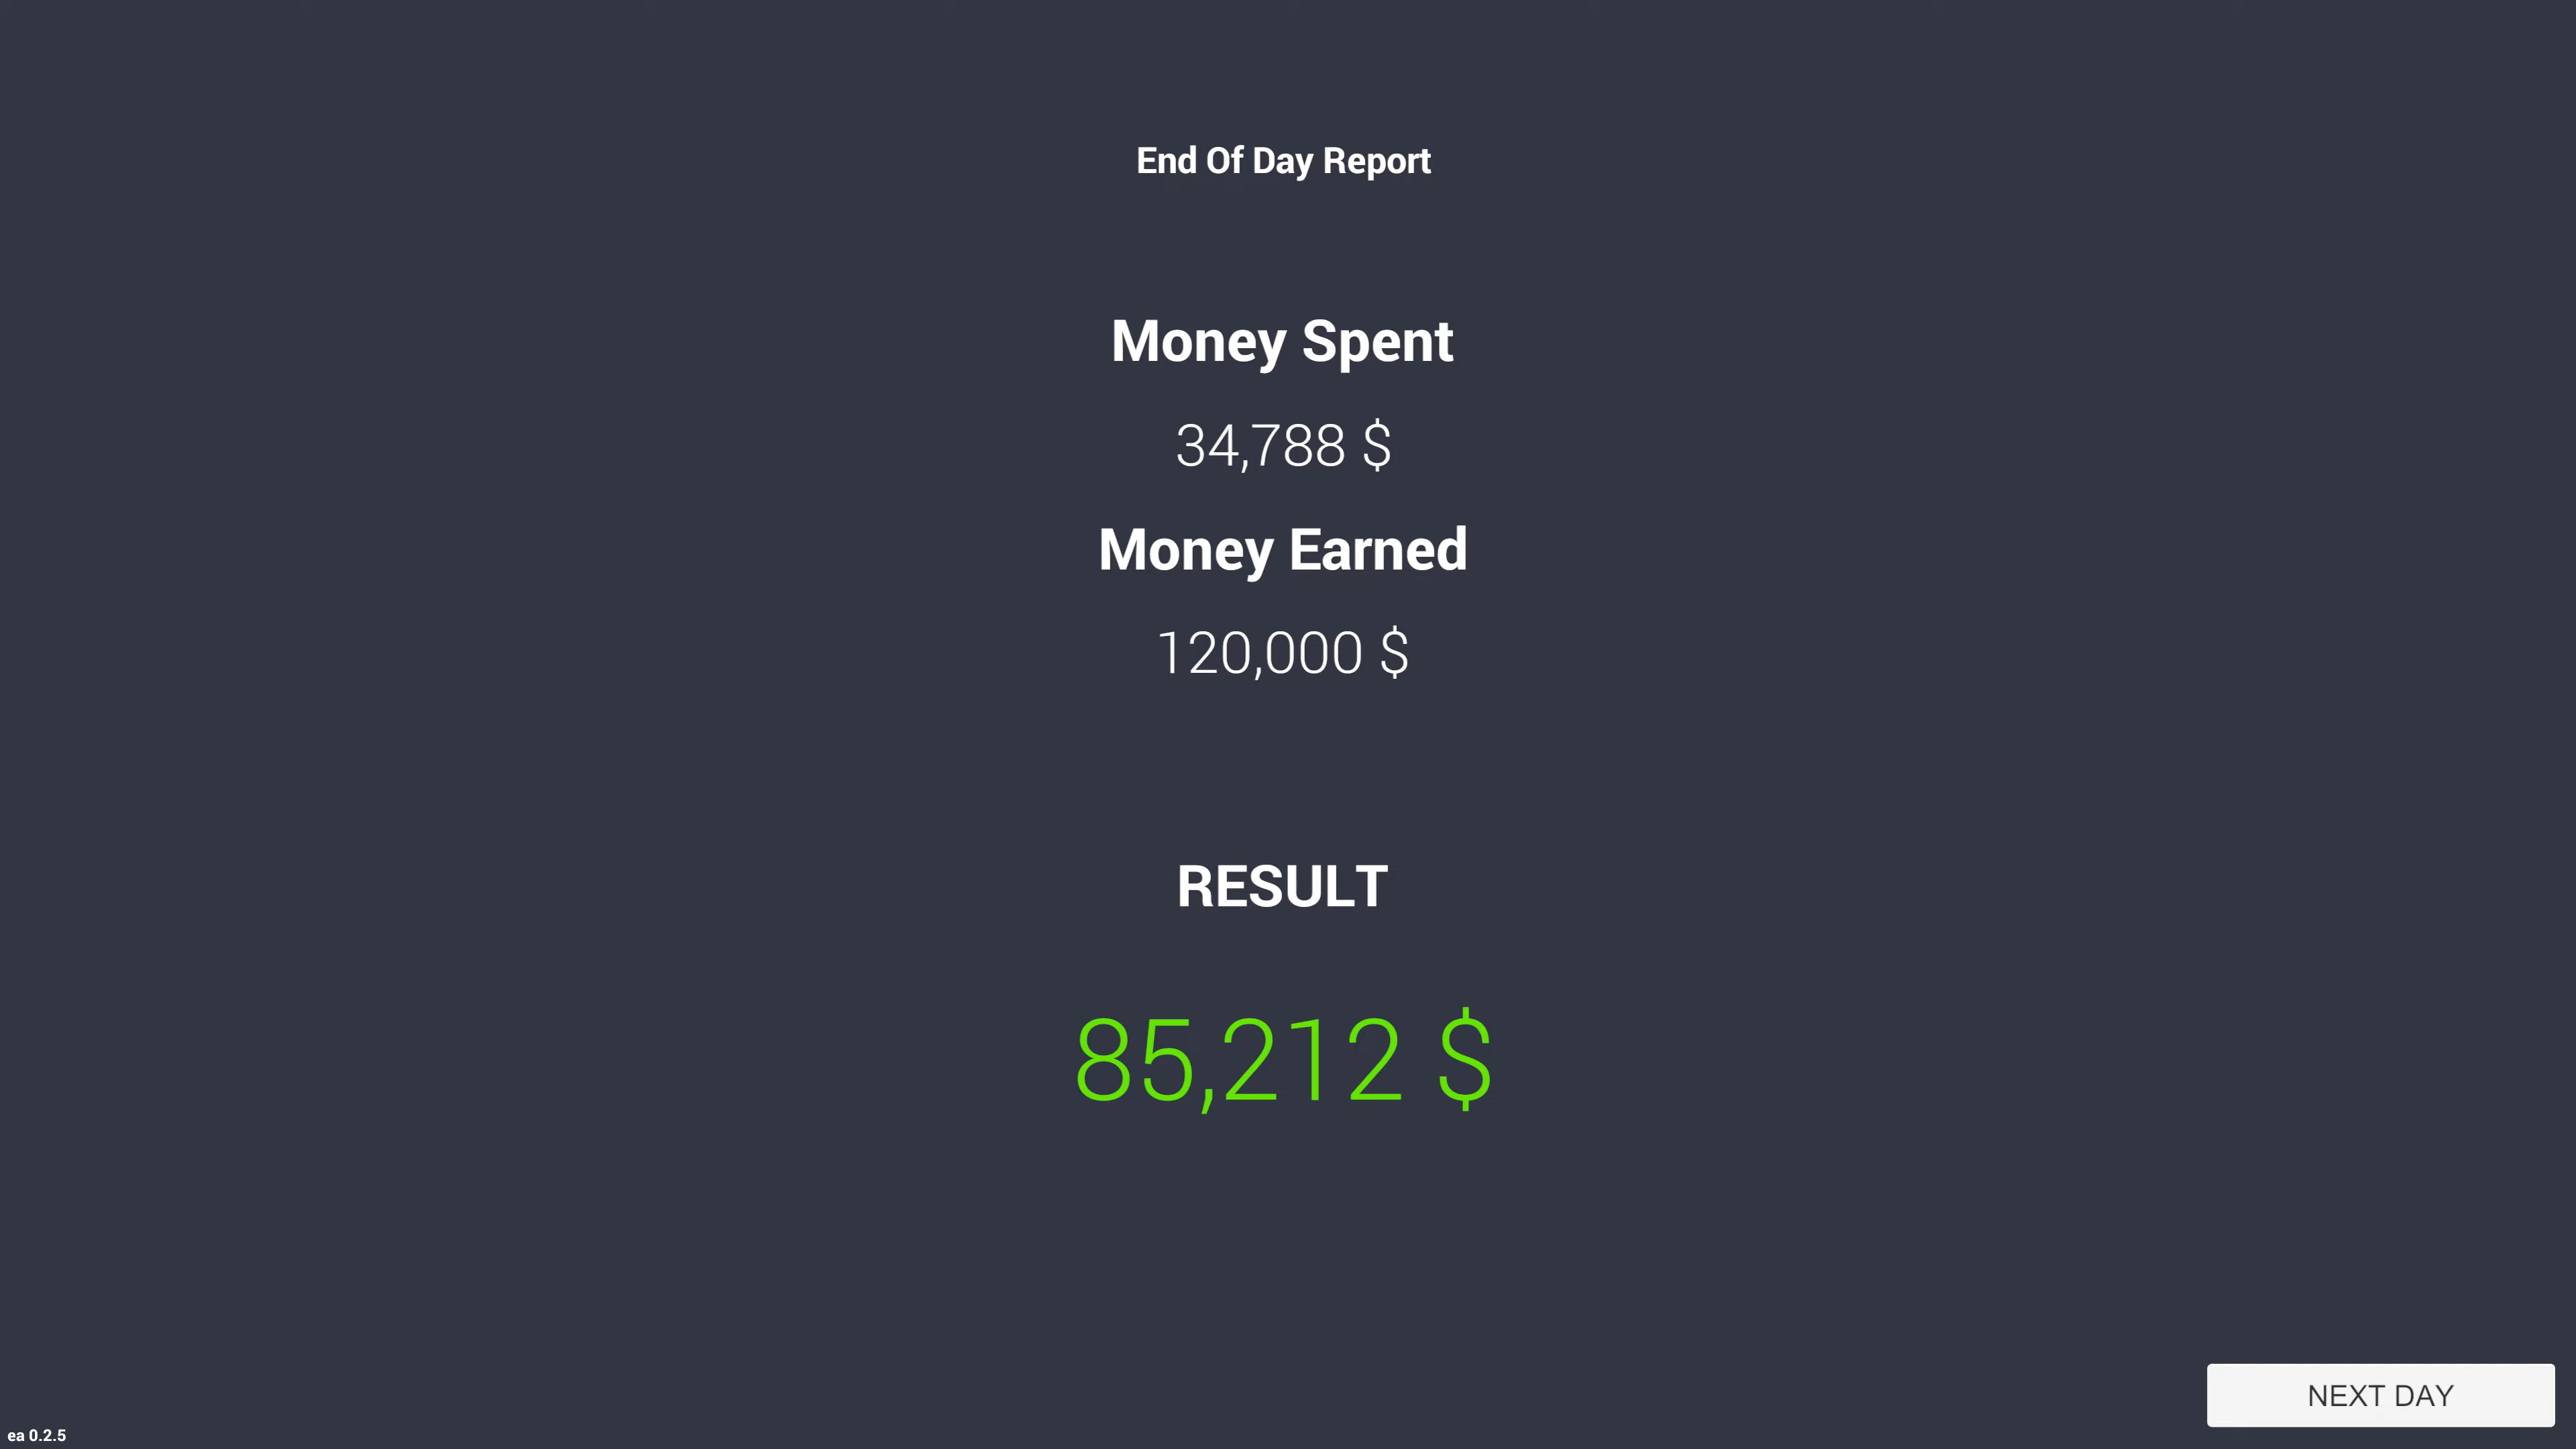 End Of Day Report
Money Spent
34,788 $
Money Earned
120,000 $
RESULT
85,212 $
NEXT DAY
ea 0.2.5